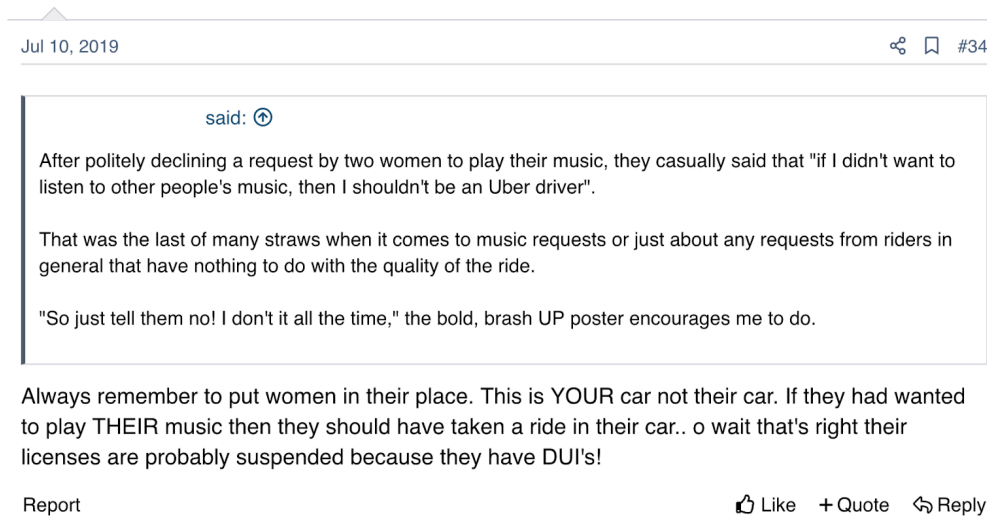 Jul 10, 2019
#34
said:
After politely declining a request by two women to play their music, they casually said that "if I didn't want to
listen to other people's music, then I shouldn't be an Uber driver".
That was the last of many straws when it comes to music requests or just about any requests from riders in
general that have nothing to do with the quality of the ride.
"So just tell them no! I don't it all the time," the bold, brash UP poster encourages me to do.
Always remember to put women in their place. This is YOUR car not their car. If they had wanted
to play THEIR music then they should have taken a ride in their car.. o wait that's right their
licenses are probably suspended because they have DUI's!
Report
Like
+ Quote
Reply